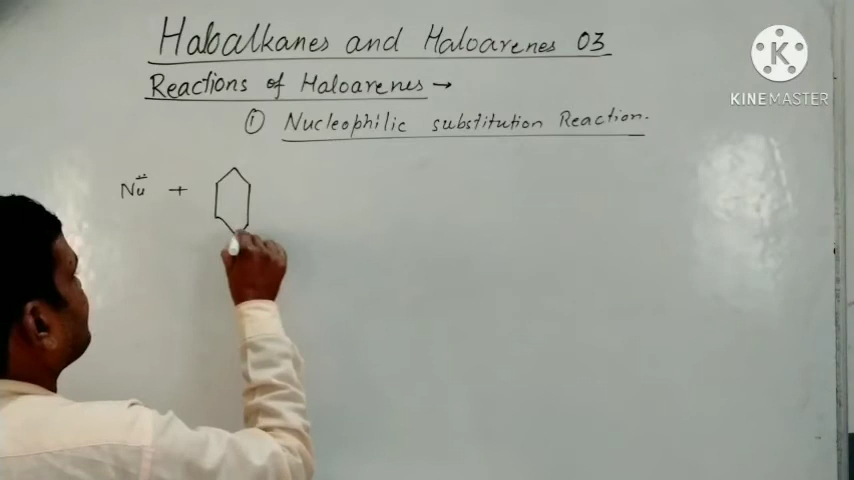 Haloalkanes and Haloarenes 03
Reactions of Haloarenes →
① Nucleophilic substitution Reaction.
Nu⁻̈ +
K
KINEMASTER